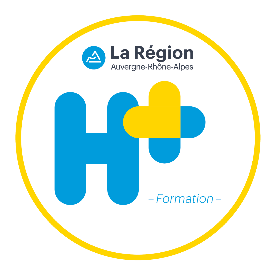 La Région
Auvergne-Rhône-Alpes
H+
– Formation –